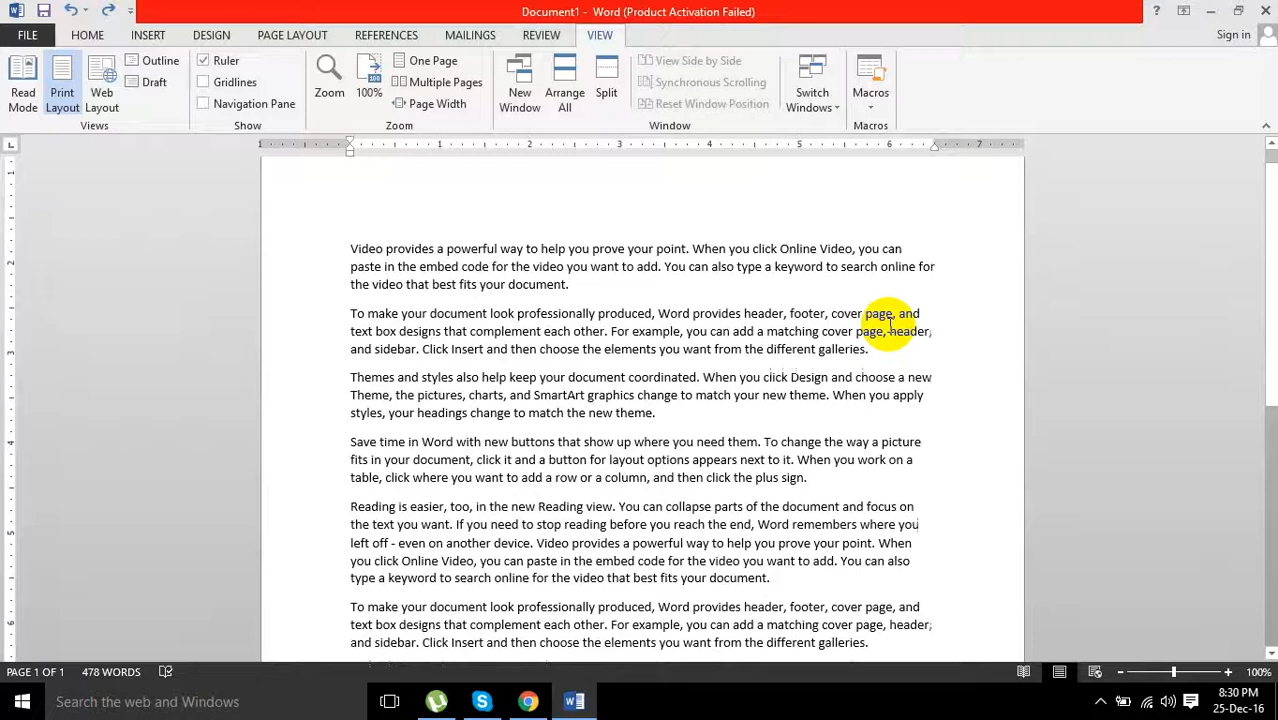 Document1 - Word (Product Activation Failed)
FILE HOME INSERT DESIGN PAGE LAYOUT REFERENCES MAILINGS REVIEW VIEW Sign in
Read Mode
Print Layout
Web Layout
Outline
Draft
Views
Ruler
Gridlines
Navigation Pane
Show
Zoom
100%
One Page
Multiple Pages
Page Width
Zoom
New Window
Arrange All
Split
View Side by Side
Synchronous Scrolling
Reset Window Position
Switch Windows
Window
Macros
Macros
1 1 2 3 4 5 6 7
1
2
3
4
5
Video provides a powerful way to help you prove your point. When you click Online Video, you can
paste in the embed code for the video you want to add. You can also type a keyword to search online for
the video that best fits your document.
To make your document look professionally produced, Word provides header, footer, cover page, and
text box designs that complement each other. For example, you can add a matching cover page, header,
and sidebar. Click Insert and then choose the elements you want from the different galleries.
Themes and styles also help keep your document coordinated. When you click Design and choose a new
Theme, the pictures, charts, and SmartArt graphics change to match your new theme. When you apply
styles, your headings change to match the new theme.
Save time in Word with new buttons that show up where you need them. To change the way a picture
fits in your document, click it and a button for layout options appears next to it. When you work on a
table, click where you want to add a row or a column, and then click the plus sign.
Reading is easier, too, in the new Reading view. You can collapse parts of the document and focus on
the text you want. If you need to stop reading before you reach the end, Word remembers where you
left off - even on another device. Video provides a powerful way to help you prove your point. When
you click Online Video, you can paste in the embed code for the video you want to add. You can also
type a keyword to search online for the video that best fits your document.
To make your document look professionally produced, Word provides header, footer, cover page, and
text box designs that complement each other. For example, you can add a matching cover page, header,
and sidebar. Click Insert and then choose the elements you want from the different galleries.
PAGE 1 OF 1 478 WORDS 100%
Search the web and Windows
8:30 PM
25-Dec-16